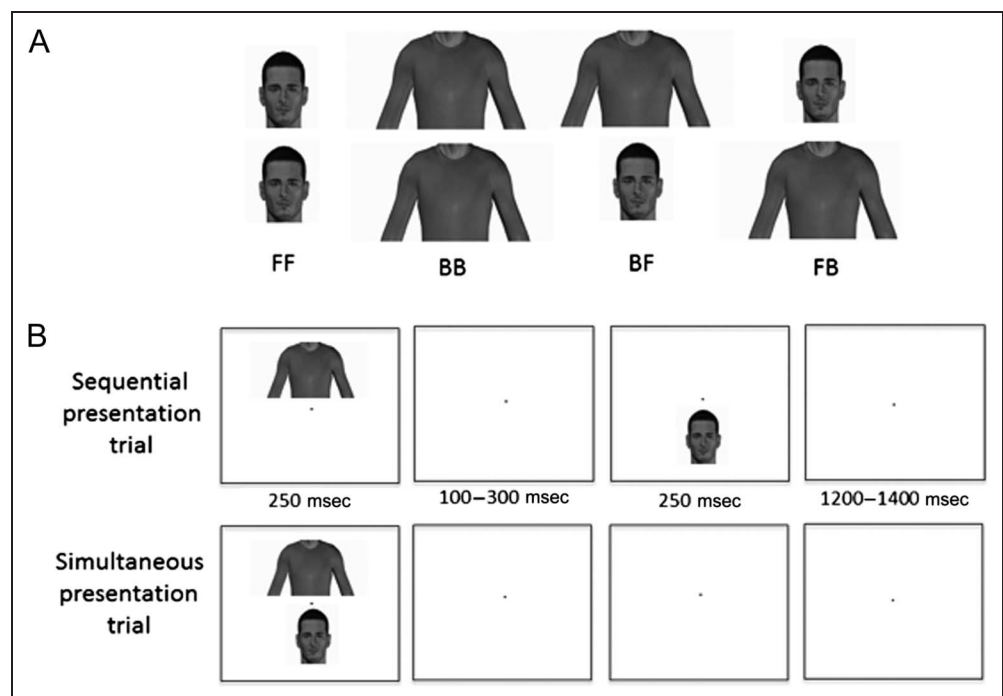 A
FF
BB
BF
FB
B
Sequential
presentation
trial
250 msec
100–300 msec
250 msec
1200–1400 msec
Simultaneous
presentation
trial